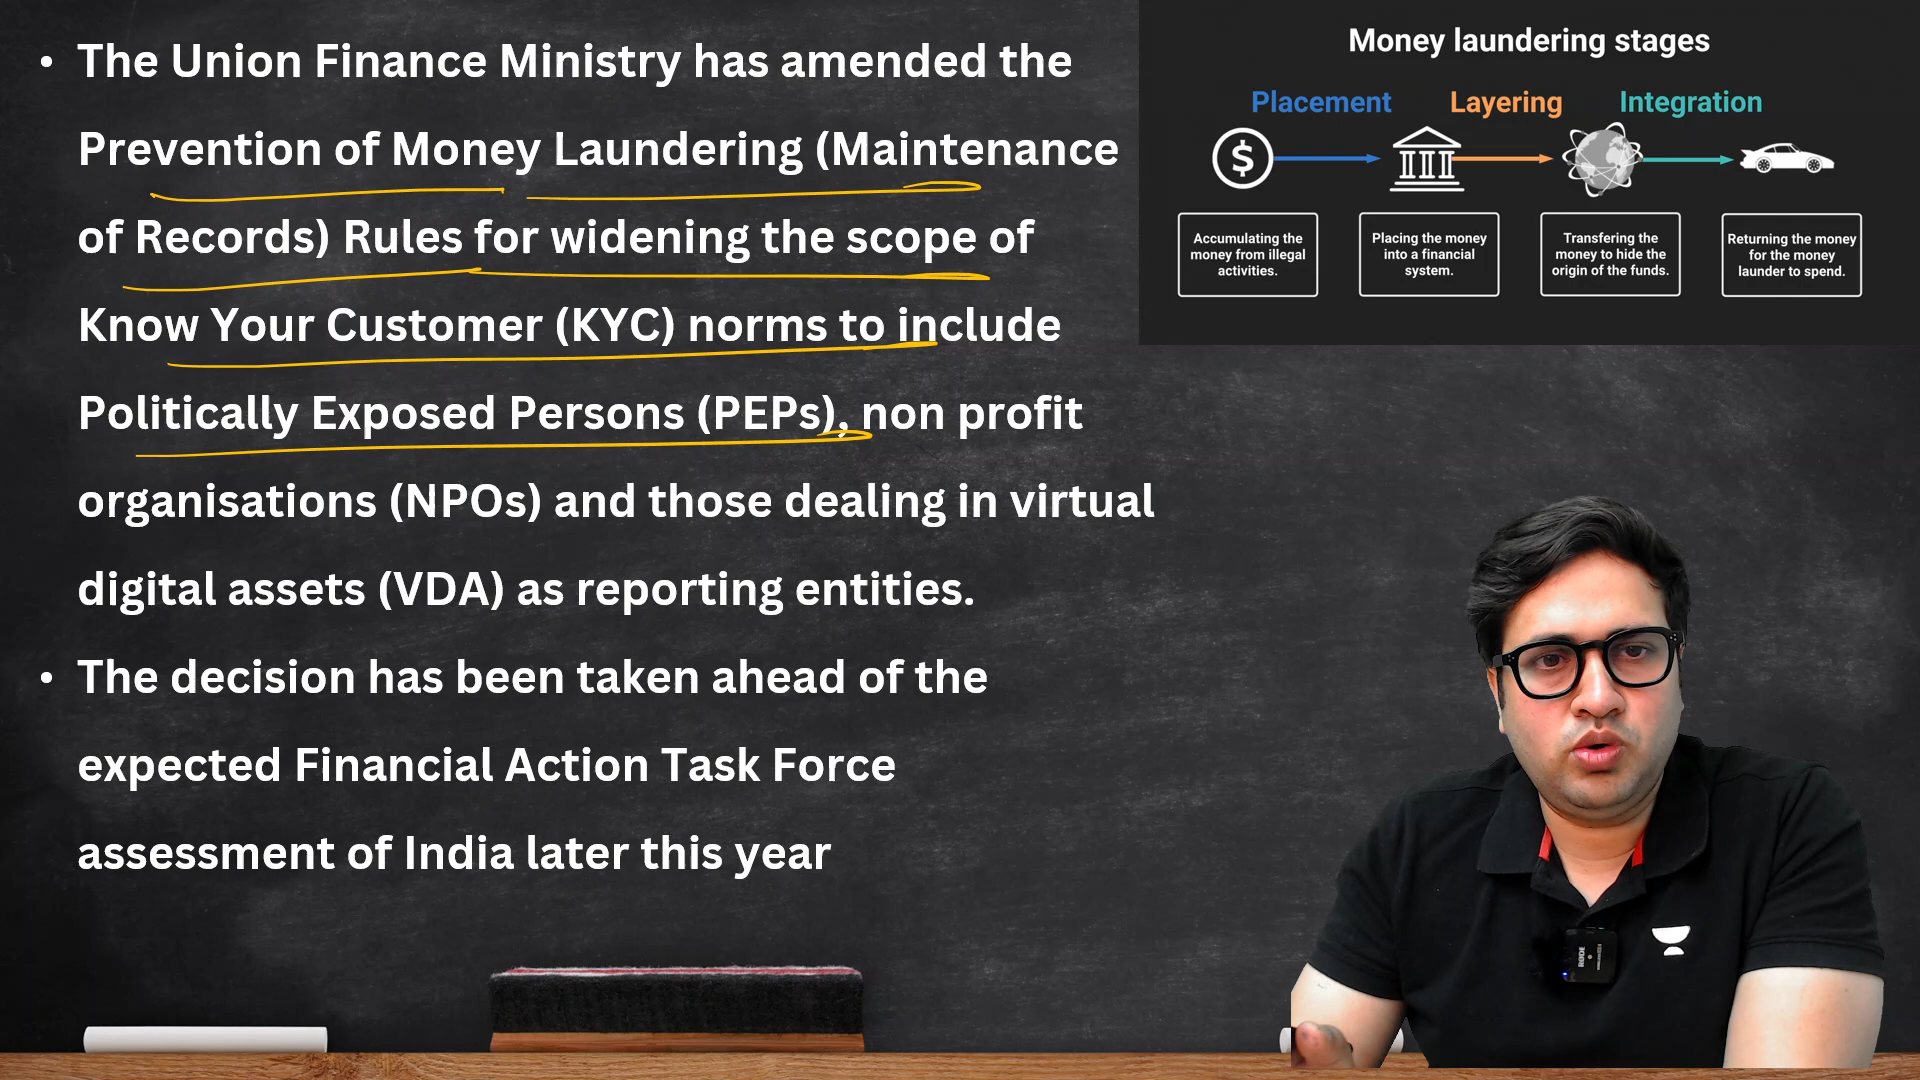 • The Union Finance Ministry has amended the
Prevention of Money Laundering (Maintenance
of Records) Rules for widening the scope of
Know Your Customer (KYC) norms to include
Politically Exposed Persons (PEPs), non profit
organisations (NPOs) and those dealing in virtual
digital assets (VDA) as reporting entities.
• The decision has been taken ahead of the
expected Financial Action Task Force
assessment of India later this year
Money laundering stages
Placement Layering Integration
$
Accumulating the
money from illegal
activities.
Placing the money
into a financial
system.
Transfering the
money to hide the
origin of the funds.
Returning the money
for the money
launder to spend.
RØDE